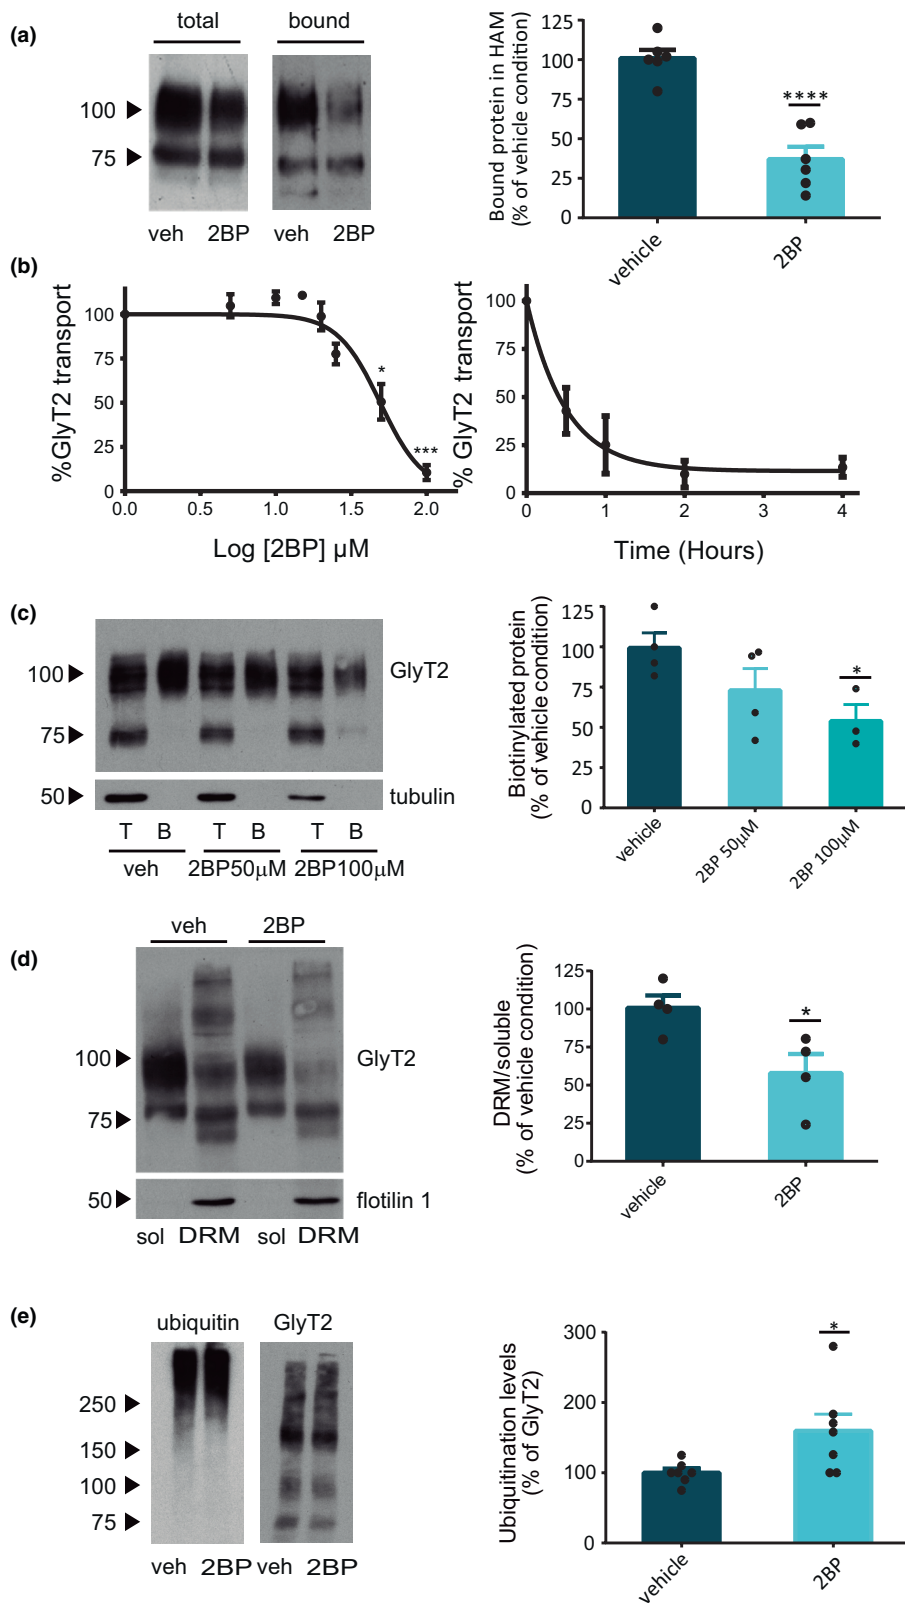 (a)
total bound
100
75
veh 2BP veh 2BP
Bound protein in HAM
(% of vehicle condition)
125
100
75
50
25
0
****
vehicle 2BP
(b)
%GlyT2 transport
100
75
50
25
0
*
***
0.0 0.5 1.0 1.5 2.0
Log [2BP] µM
% GlyT2 transport
100
75
50
25
0
0 1 2 3 4
Time (Hours)
(c)
100
75
50
GlyT2
tubulin
T B T B T B
veh 2BP50µM 2BP100µM
Biotinylated protein
(% of vehicle condition)
125
100
75
50
25
0
*
vehicle 2BP 50µM 2BP 100µM
(d)
veh 2BP
100
75
50
GlyT2
flotilin 1
sol DRM sol DRM
DRM/soluble
(% of vehicle condition)
125
100
75
50
25
0
*
vehicle 2BP
(e)
ubiquitin GlyT2
250
150
100
75
veh 2BP veh 2BP
Ubiquitination levels
(% of GlyT2)
300
200
100
0
*
vehicle 2BP